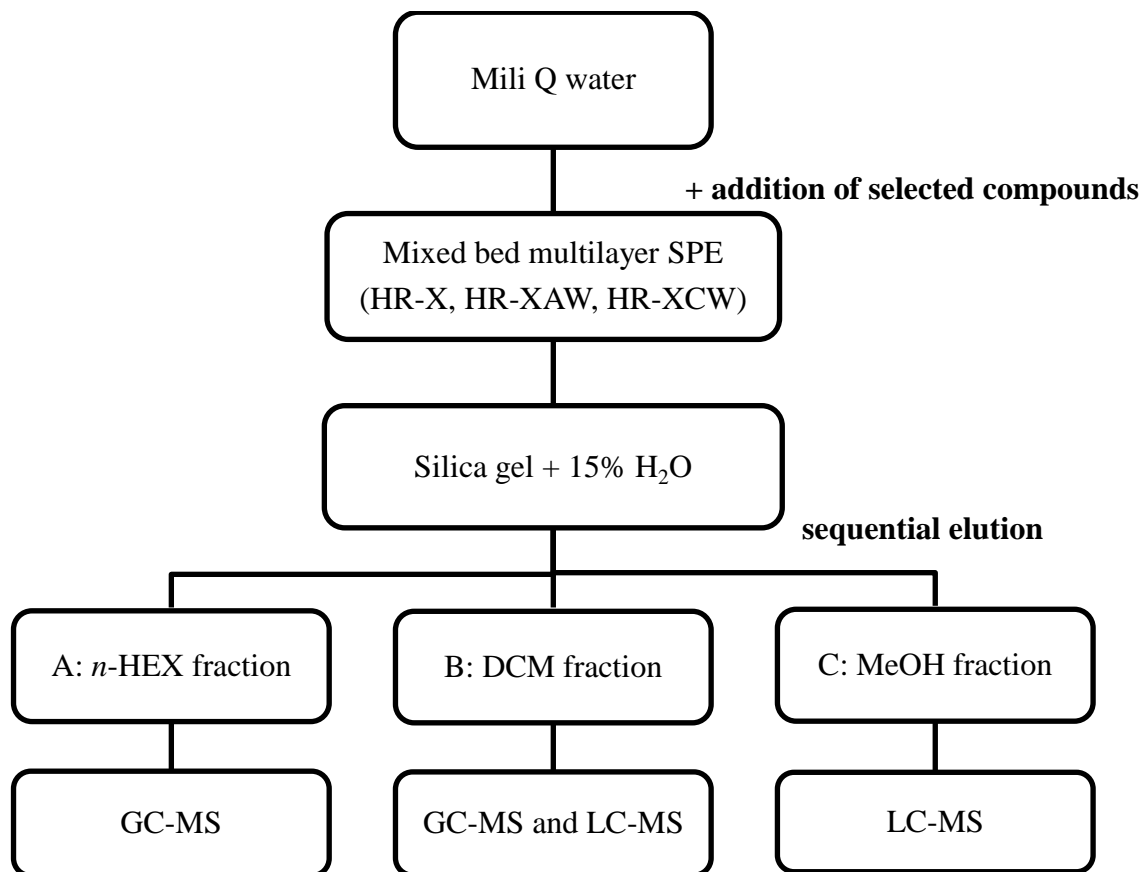 Mili Q water
+ addition of selected compounds
Mixed bed multilayer SPE
(HR-X, HR-XAW, HR-XCW)
Silica gel + 15% H₂O
sequential elution
A: n-HEX fraction
B: DCM fraction
C: MeOH fraction
GC-MS
GC-MS and LC-MS
LC-MS